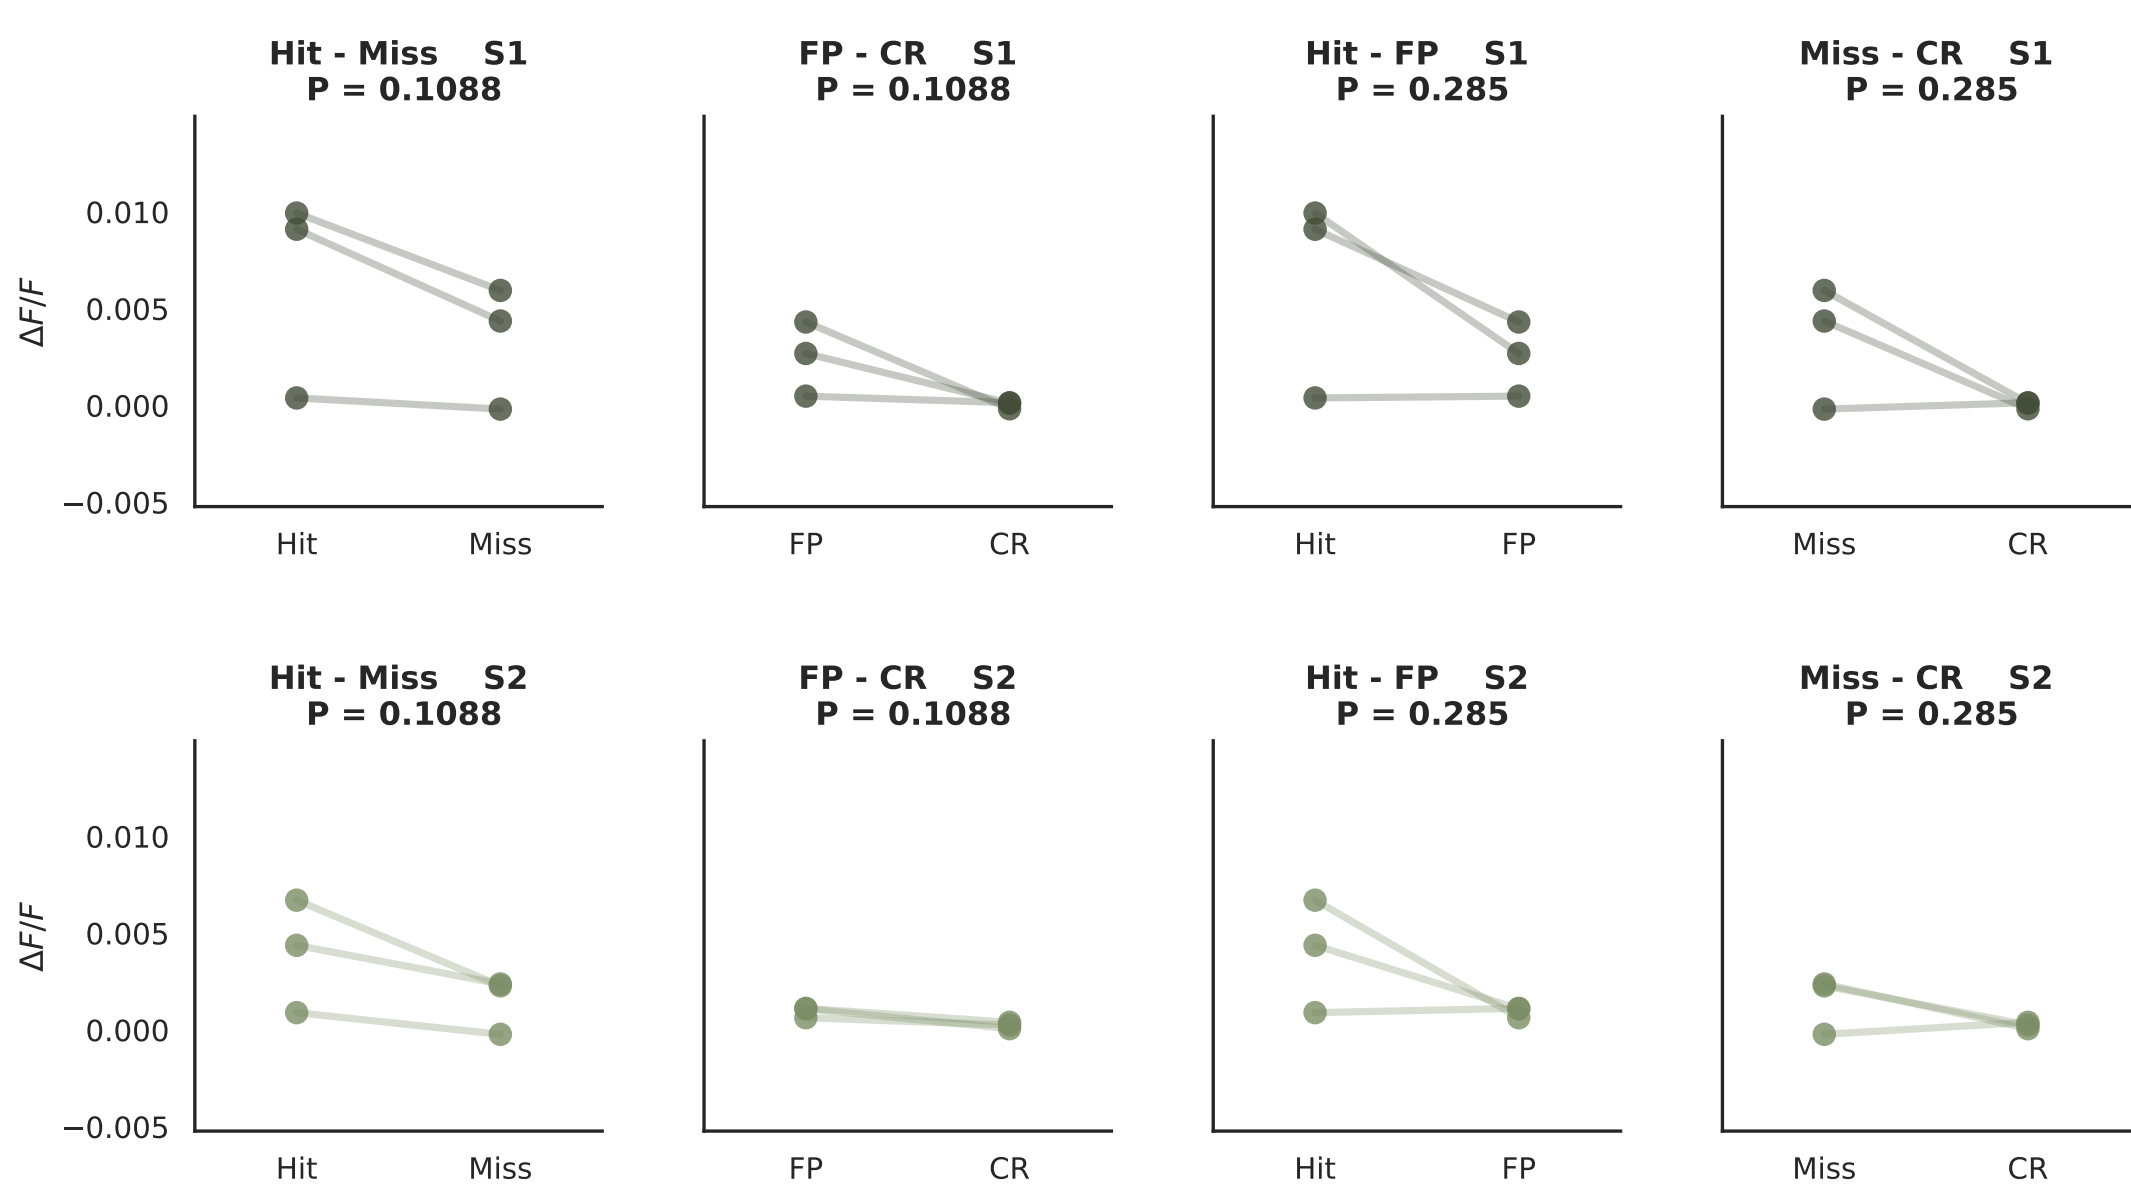 Hit - Miss    S1
P = 0.1088
FP - CR    S1
P = 0.1088
Hit - FP    S1
P = 0.285
Miss - CR    S1
P = 0.285
ΔF/F
0.010
0.005
0.000
−0.005
Hit Miss
FP CR
Hit FP
Miss CR
Hit - Miss    S2
P = 0.1088
FP - CR    S2
P = 0.1088
Hit - FP    S2
P = 0.285
Miss - CR    S2
P = 0.285
ΔF/F
0.010
0.005
0.000
−0.005
Hit Miss
FP CR
Hit FP
Miss CR